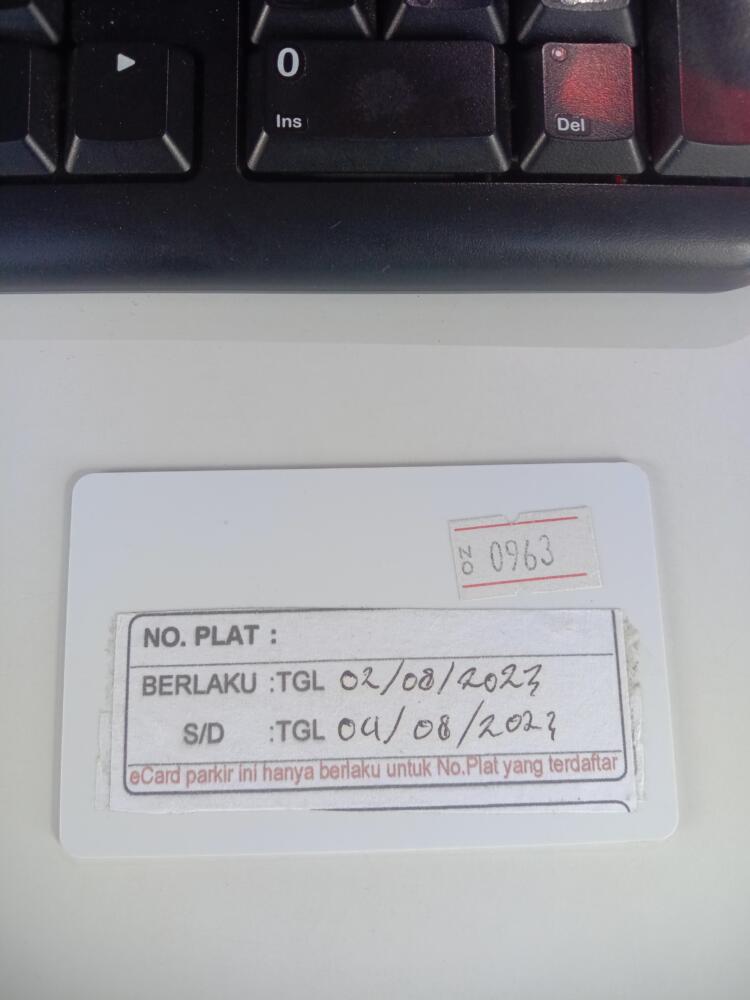 0
Ins
Del
NO 0963
NO. PLAT :
BERLAKU :TGL 02/08/2023
S/D :TGL 04/08/2023
eCard parkir ini hanya berlaku untuk No.Plat yang terdaftar